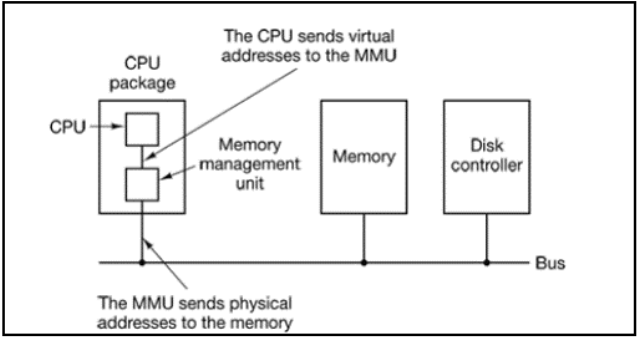 The CPU sends virtual
addresses to the MMU
CPU
package
CPU
Memory
management
unit
Memory
Disk
controller
Bus
The MMU sends physical
addresses to the memory